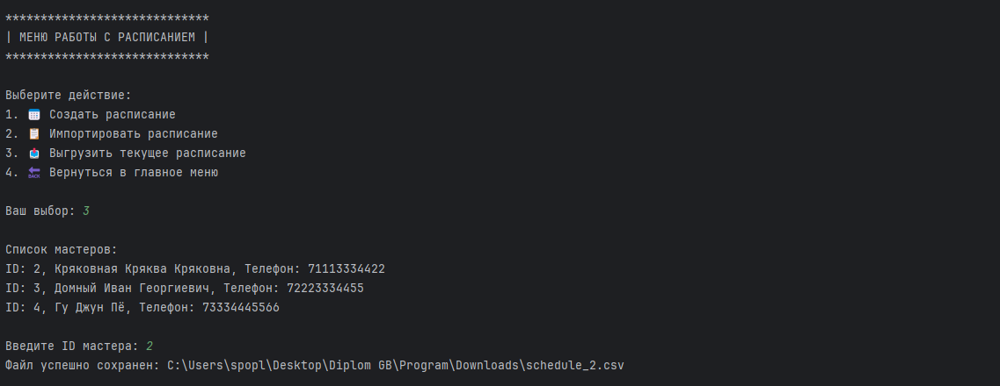 *****************************
| МЕНЮ РАБОТЫ С РАСПИСАНИЕМ |
*****************************
Выберите действие:
1. 📅 Создать расписание
2. 📋 Импортировать расписание
3. 📤 Выгрузить текущее расписание
4. 🔙 Вернуться в главное меню
Ваш выбор: 3
Список мастеров:
ID: 2, Кряковная Кряква Кряковна, Телефон: 71113334422
ID: 3, Домный Иван Георгиевич, Телефон: 72223334455
ID: 4, Гу Джун Пё, Телефон: 73334445566
Введите ID мастера: 2
Файл успешно сохранен: C:\Users\spopl\Desktop\Diplom GB\Program\Downloads\schedule_2.csv